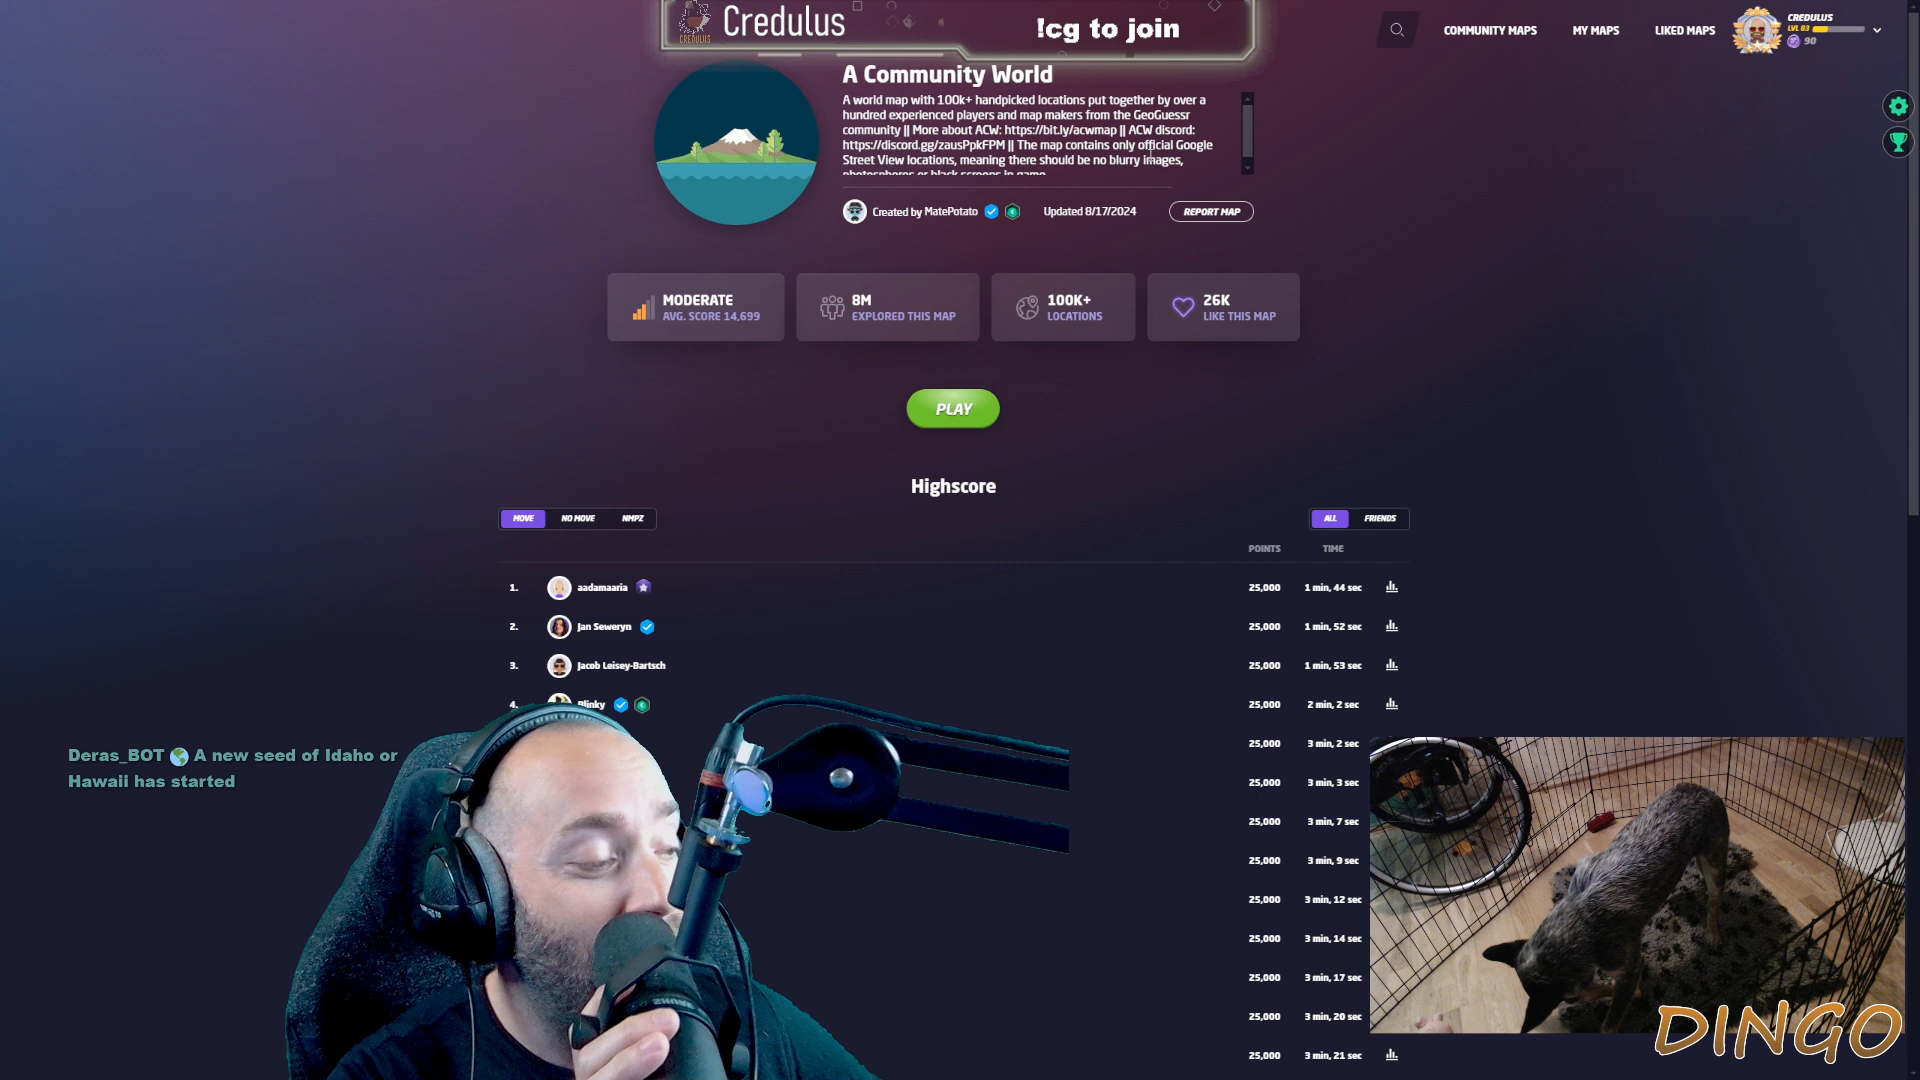 Credulus
CREDULUS
!cg to join
COMMUNITY MAPS
MY MAPS
LIKED MAPS
CREDULUS
LVL 83
90
A Community World
A world map with 100k+ handpicked locations put together by over a
hundred experienced players and map makers from the GeoGuessr
community || More about ACW: https://bit.ly/acwmap || ACW discord:
https://discord.gg/zausPpkFPM || The map contains only official Google
Street View locations, meaning there should be no blurry images,
photospheres or black screens in game.
Created by MatePotato
Updated 8/17/2024
REPORT MAP
MODERATE
AVG. SCORE 14,699
8M
EXPLORED THIS MAP
100K+
LOCATIONS
26K
LIKE THIS MAP
PLAY
Highscore
MOVE NO MOVE NMPZ
ALL FRIENDS
POINTS TIME
1. aadamaaria 25,000 1 min, 44 sec
2. Jan Seweryn 25,000 1 min, 52 sec
3. Jacob Leisey-Bartsch 25,000 1 min, 53 sec
4. Blinky 25,000 2 min, 2 sec
25,000 3 min, 2 sec
25,000 3 min, 3 sec
25,000 3 min, 7 sec
25,000 3 min, 9 sec
25,000 3 min, 12 sec
25,000 3 min, 14 sec
25,000 3 min, 17 sec
25,000 3 min, 20 sec
25,000 3 min, 21 sec
Deras_BOT A new seed of Idaho or
Hawaii has started
DINGO